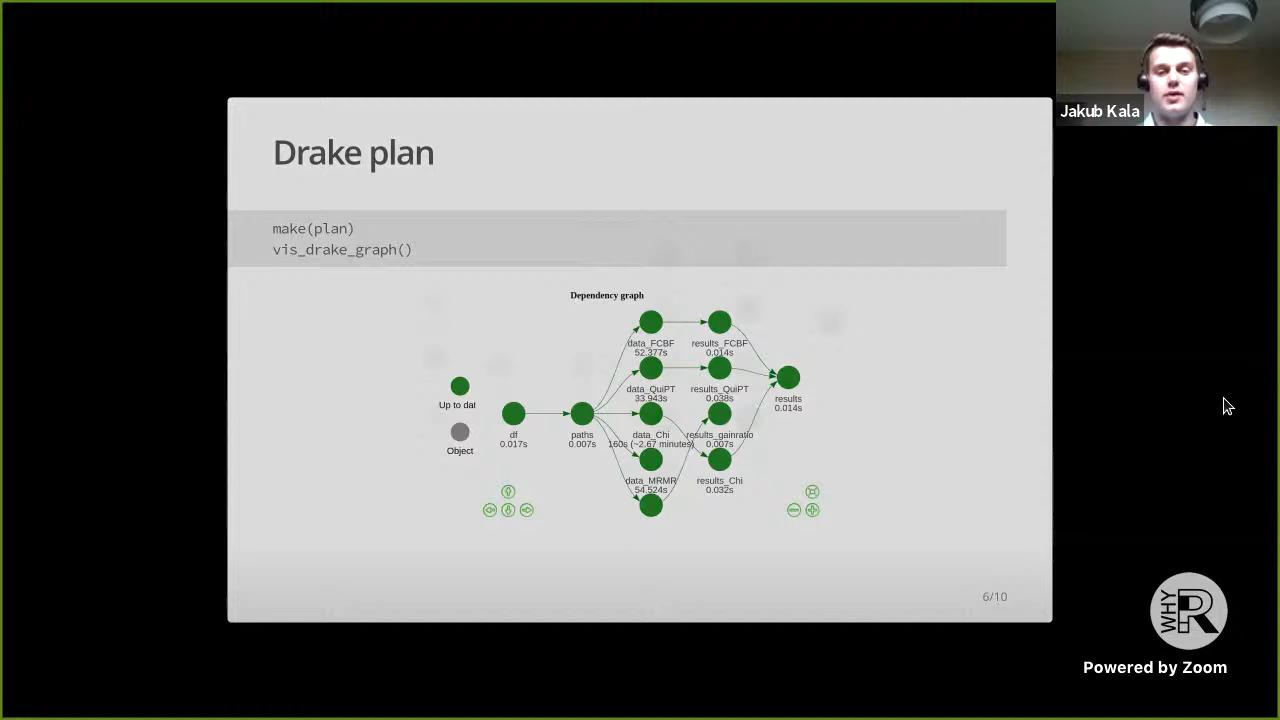 Jakub Kala
Drake plan
make(plan)
vis_drake_graph()
Dependency graph
data_FCBF
52.377s
results_FCBF
0.014s
data_QuiPT
33.943s
results_QuiPT
0.038s
results
0.014s
Up to dat
Object
df
0.017s
paths
0.007s
data_Chi
160s (~2.67 minutes)
results_gainratio
0.007s
data_MRMR
54.524s
results_Chi
0.032s
6/10
WHY R
Powered by Zoom